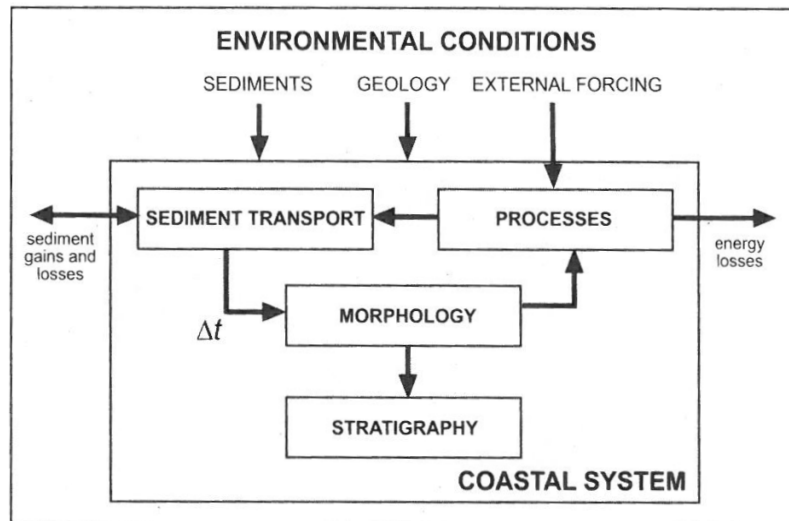 ENVIRONMENTAL CONDITIONS
SEDIMENTS GEOLOGY EXTERNAL FORCING
SEDIMENT TRANSPORT PROCESSES
sediment
gains and
losses
energy
losses
MORPHOLOGY
Δt
STRATIGRAPHY
COASTAL SYSTEM